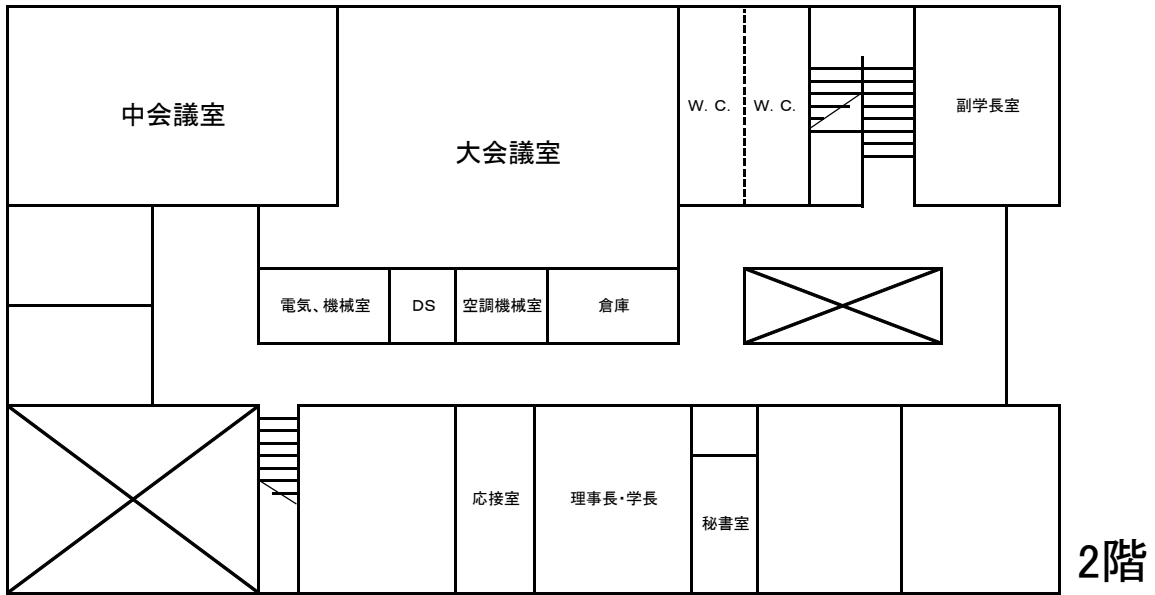 中会議室
大会議室
W. C.
W. C.
副学長室
電気、機械室
DS
空調機械室
倉庫
応接室
理事長・学長
秘書室
2階